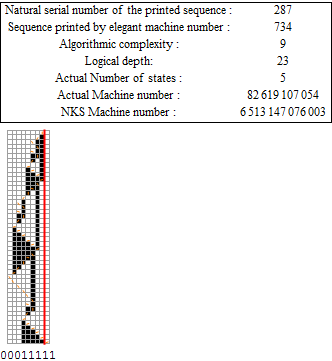 Natural serial number of the printed sequence : 287
Sequence printed by elegant machine number : 734
Algorithmic complexity : 9
Logical depth: 23
Actual Number of states : 5
Actual Machine number : 82 619 107 054
NKS Machine number : 6 513 147 076 003
00011111